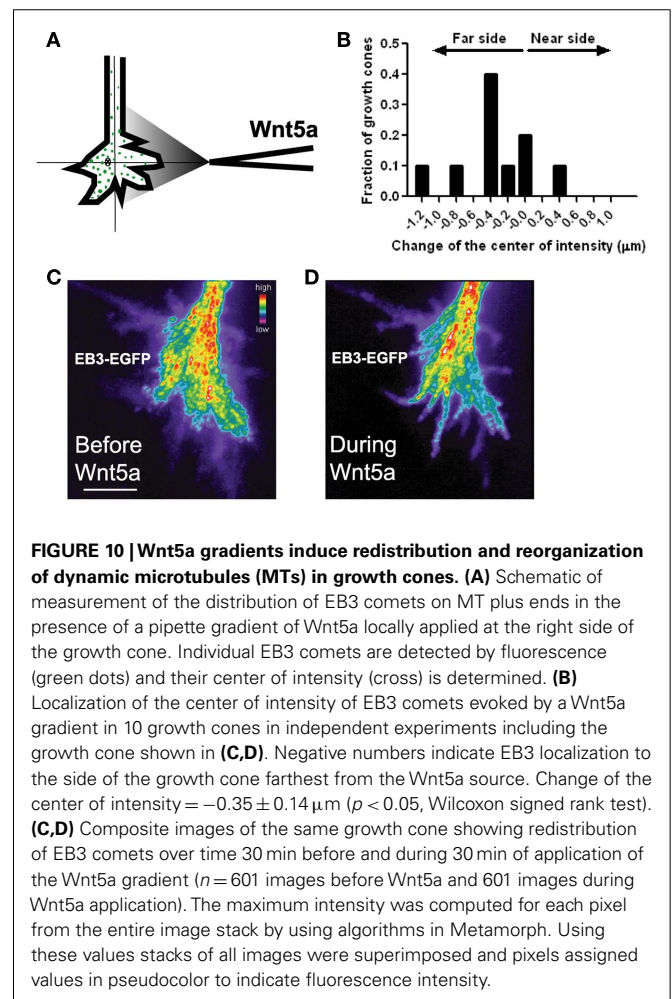 A
Wnt5a
B
Far side Near side
Fraction of growth cones
0.5
0.4
0.3
0.2
0.1
0.0
-1.2 -1.0 -0.8 -0.6 -0.4 -0.2 -0.0 0.2 0.4 0.6 0.8 1.0
Change of the center of intensity (μm)
C
high
low
EB3-EGFP
Before
Wnt5a
D
EB3-EGFP
During
Wnt5a
FIGURE 10 | Wnt5a gradients induce redistribution and reorganization
of dynamic microtubules (MTs) in growth cones. (A) Schematic of
measurement of the distribution of EB3 comets on MT plus ends in the
presence of a pipette gradient of Wnt5a locally applied at the right side of
the growth cone. Individual EB3 comets are detected by fluorescence
(green dots) and their center of intensity (cross) is determined. (B)
Localization of the center of intensity of EB3 comets evoked by a Wnt5a
gradient in 10 growth cones in independent experiments including the
growth cone shown in (C,D). Negative numbers indicate EB3 localization to
the side of the growth cone farthest from the Wnt5a source. Change of the
center of intensity = −0.35 ± 0.14 μm (p < 0.05, Wilcoxon signed rank test).
(C,D) Composite images of the same growth cone showing redistribution
of EB3 comets over time 30 min before and during 30 min of application of
the Wnt5a gradient (n = 601 images before Wnt5a and 601 images during
Wnt5a application). The maximum intensity was computed for each pixel
from the entire image stack by using algorithms in Metamorph. Using
these values stacks of all images were superimposed and pixels assigned
values in pseudocolor to indicate fluorescence intensity.